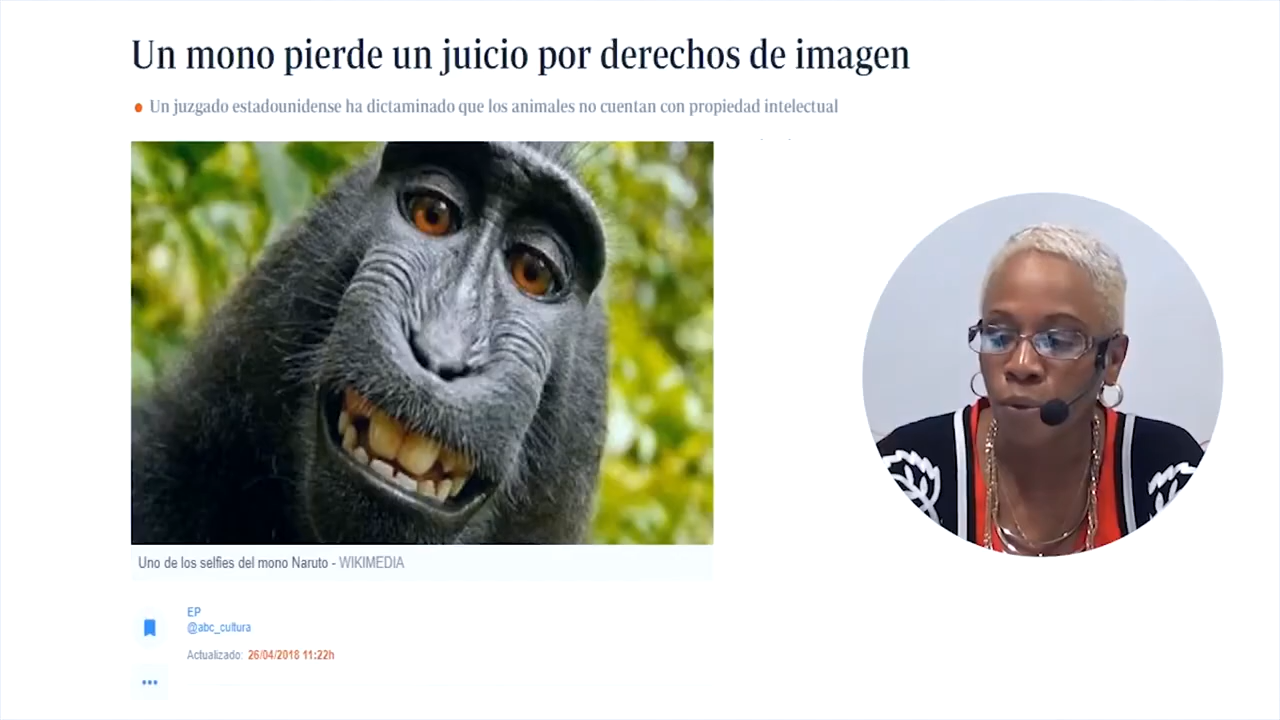 Un mono pierde un juicio por derechos de imagen
Un juzgado estadounidense ha dictaminado que los animales no cuentan con propiedad intelectual
Uno de los selfies del mono Naruto - WIKIMEDIA
EP
@abc_cultura
Actualizado: 26/04/2018 11:22h